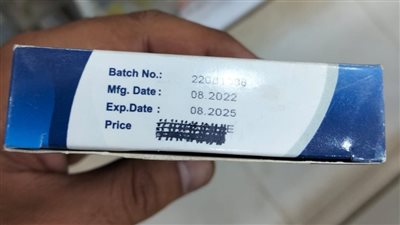 Batch No.:
Mfg. Date : 08.2022
Exp.Date : 08.2025
Price